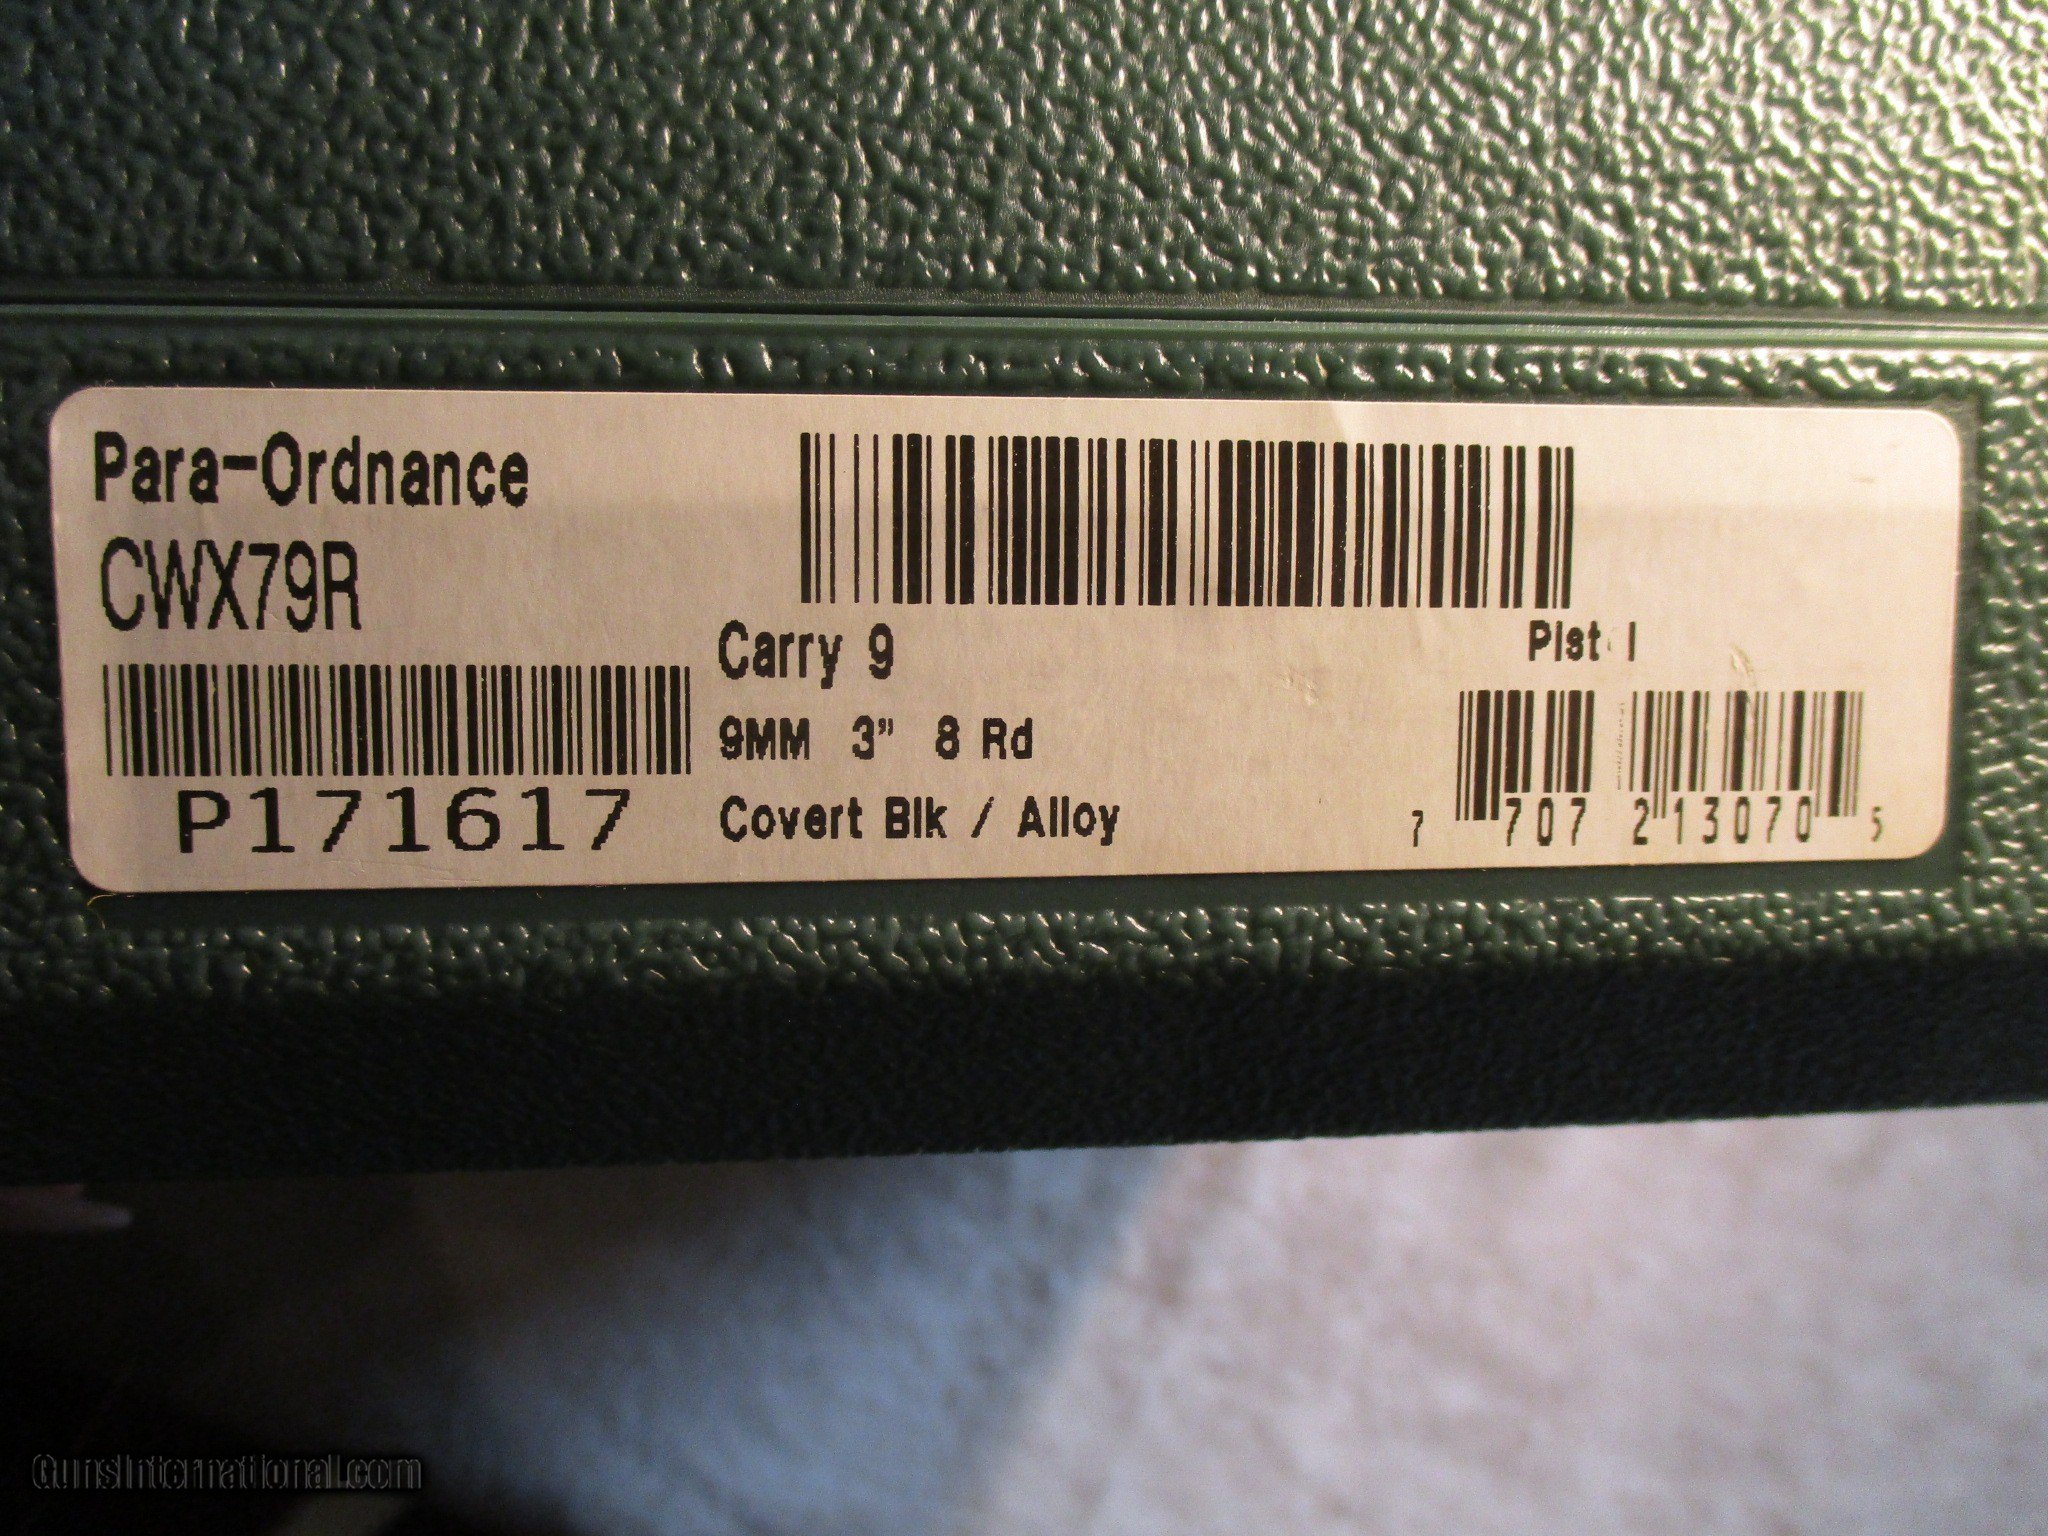 Para-Ordnance
CWX79R
P171617
Carry 9
9MM 3" 8 Rd
Covert Blk / Alloy
Pist l
7 707 213070 5
GunsInternational.com